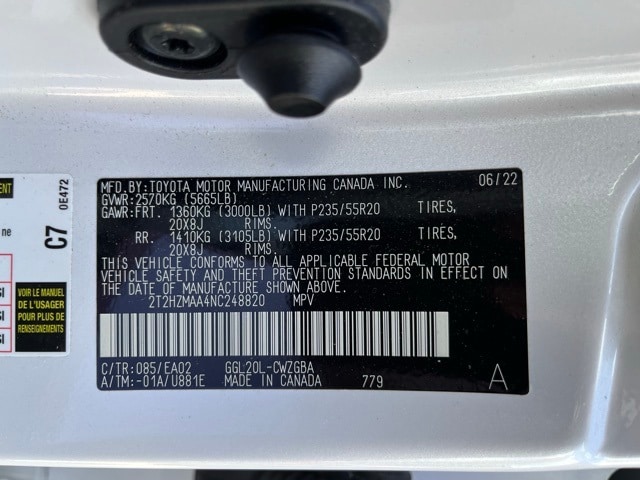 MFD.BY:TOYOTA MOTOR MANUFACTURING CANADA INC. 06/22
GVWR:2570KG (5665LB)
GAWR:FRT. 1360KG (3000LB) WITH P235/55R20 TIRES,
20X8J RIMS.
RR. 1410KG (3105LB) WITH P235/55R20 TIRES,
20X8J RIMS.
THIS VEHICLE CONFORMS TO ALL APPLICABLE FEDERAL MOTOR
VEHICLE SAFETY AND THEFT PREVENTION STANDARDS IN EFFECT ON
THE DATE OF MANUFACTURE SHOWN ABOVE.
2T2HZMAA4NC248820 MPV
C/TR:085/EA02 GGL20L-CWZGBA
A/TM:-01A/U881E MADE IN CANADA 779 A
ne
C7 0E472
VOIR LE MANUEL
DE L'USAGER
POUR PLUS DE
RENSEIGNEMENTS